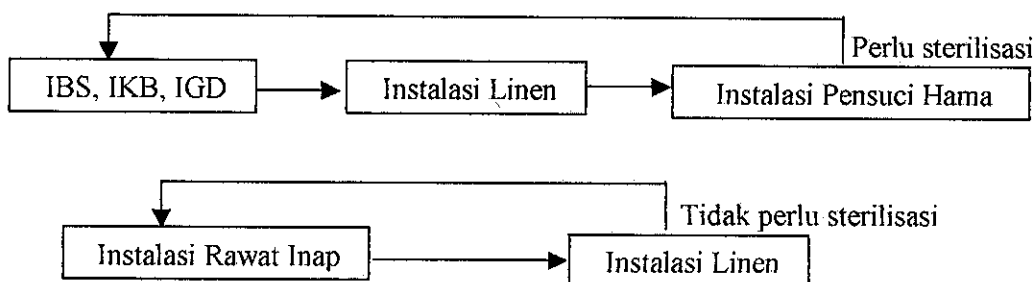 Perlu sterilisasi
IBS, IKB, IGD
Instalasi Linen
Instalasi Pensuci Hama
Tidak perlu sterilisasi
Instalasi Rawat Inap
Instalasi Linen